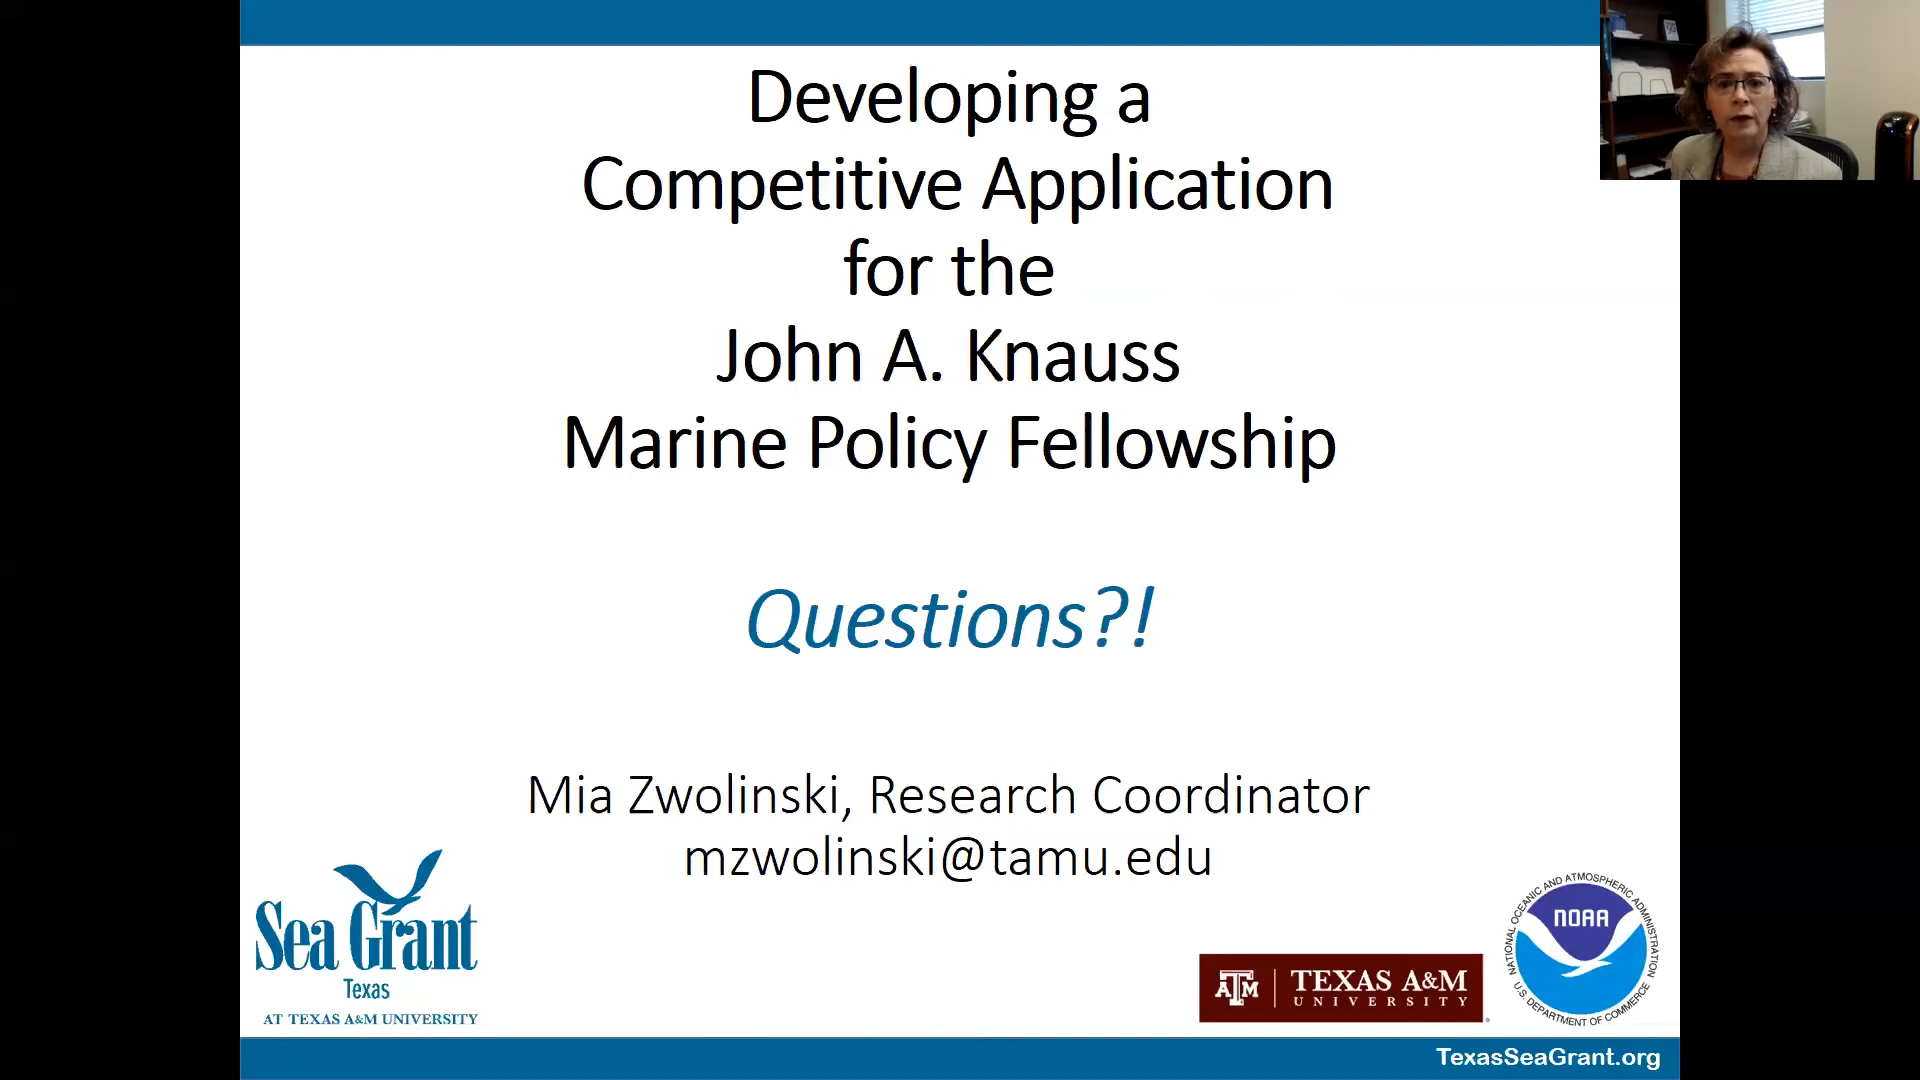 Developing a
Competitive Application
for the
John A. Knauss
Marine Policy Fellowship
Questions?!
Mia Zwolinski, Research Coordinator
mzwolinski@tamu.edu
Sea Grant
Texas
AT TEXAS A&M UNIVERSITY
ATM
TEXAS A&M
UNIVERSITY
NATIONAL OCEANIC AND ATMOSPHERIC ADMINISTRATION
NOAA
U.S. DEPARTMENT OF COMMERCE
TexasSeaGrant.org